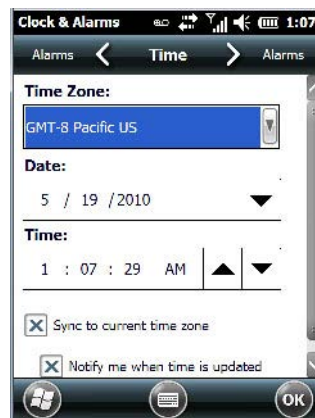 Clock & Alarms 1:07
Alarms Time Alarms
Time Zone:
GMT-8 Pacific US
Date:
5 / 19 /2010
Time:
1 : 07 : 29 AM
Sync to current time zone
Notify me when time is updated
OK